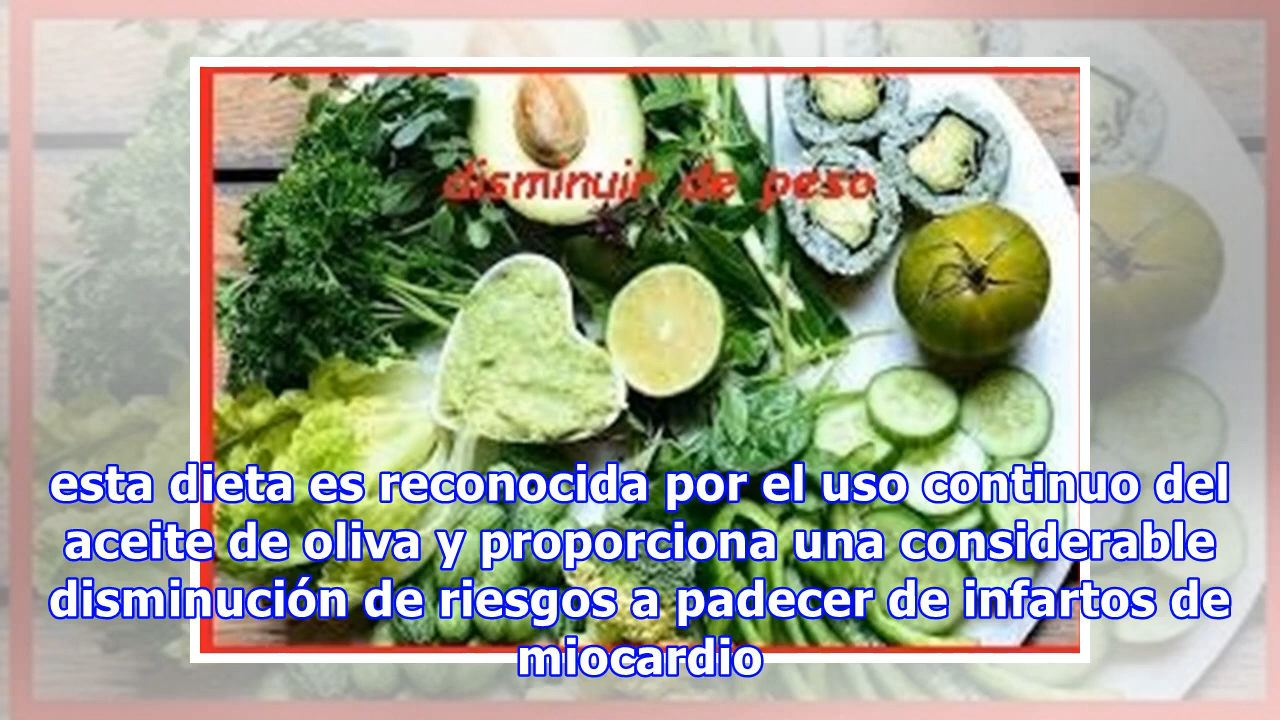 disminuir de peso
esta dieta es reconocida por el uso continuo del
aceite de oliva y proporciona una considerable
disminución de riesgos a padecer de infartos de
miocardio